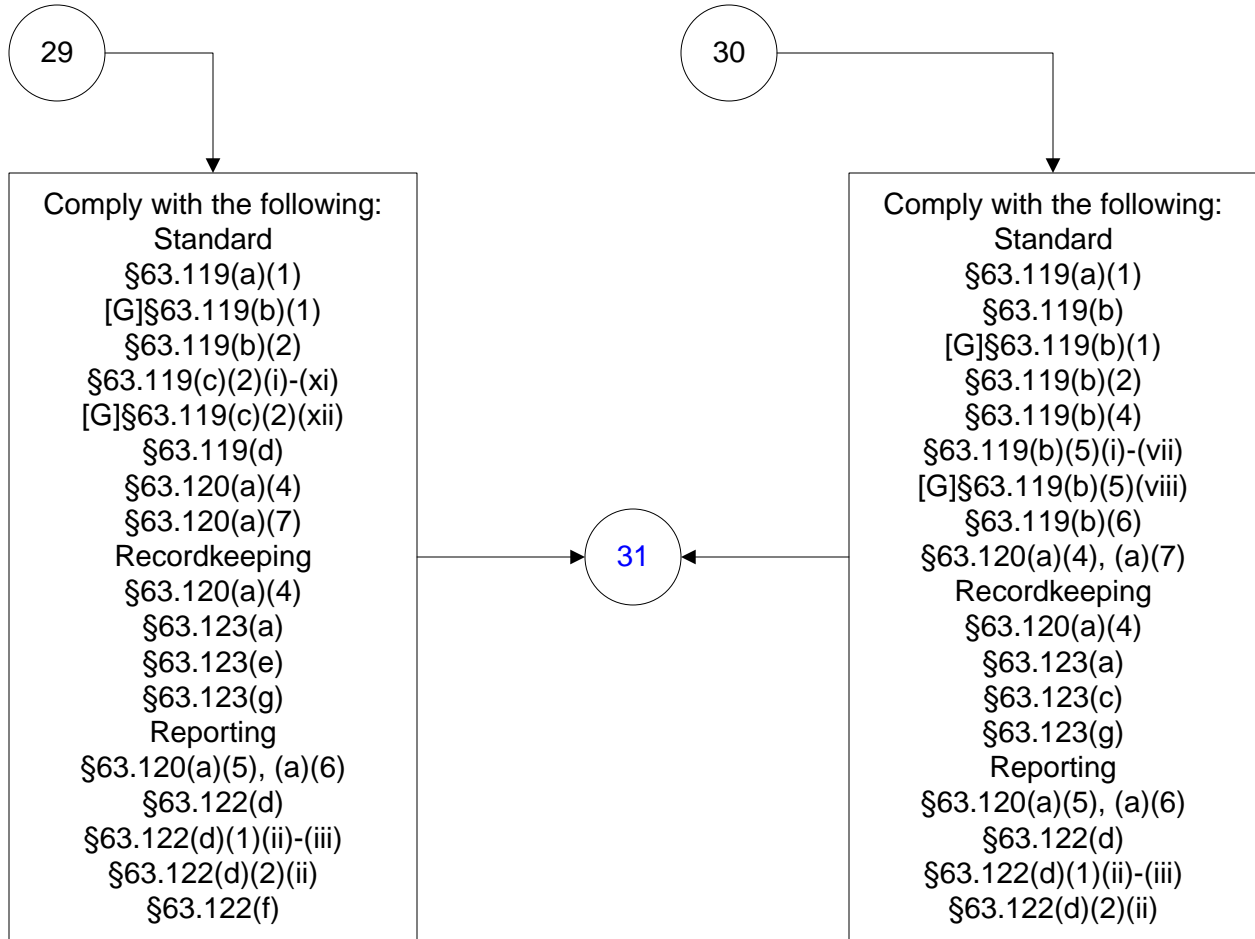 29
Comply with the following:
Standard
§63.119(a)(1)
[G]§63.119(b)(1)
§63.119(b)(2)
§63.119(c)(2)(i)-(xi)
[G]§63.119(c)(2)(xii)
§63.119(d)
§63.120(a)(4)
§63.120(a)(7)
Recordkeeping
§63.120(a)(4)
§63.123(a)
§63.123(e)
§63.123(g)
Reporting
§63.120(a)(5), (a)(6)
§63.122(d)
§63.122(d)(1)(ii)-(iii)
§63.122(d)(2)(ii)
§63.122(f)
30
Comply with the following:
Standard
§63.119(a)(1)
§63.119(b)
[G]§63.119(b)(1)
§63.119(b)(2)
§63.119(b)(4)
§63.119(b)(5)(i)-(vii)
[G]§63.119(b)(5)(viii)
§63.119(b)(6)
§63.120(a)(4), (a)(7)
Recordkeeping
§63.120(a)(4)
§63.123(a)
§63.123(c)
§63.123(g)
Reporting
§63.120(a)(5), (a)(6)
§63.122(d)
§63.122(d)(1)(ii)-(iii)
§63.122(d)(2)(ii)
31